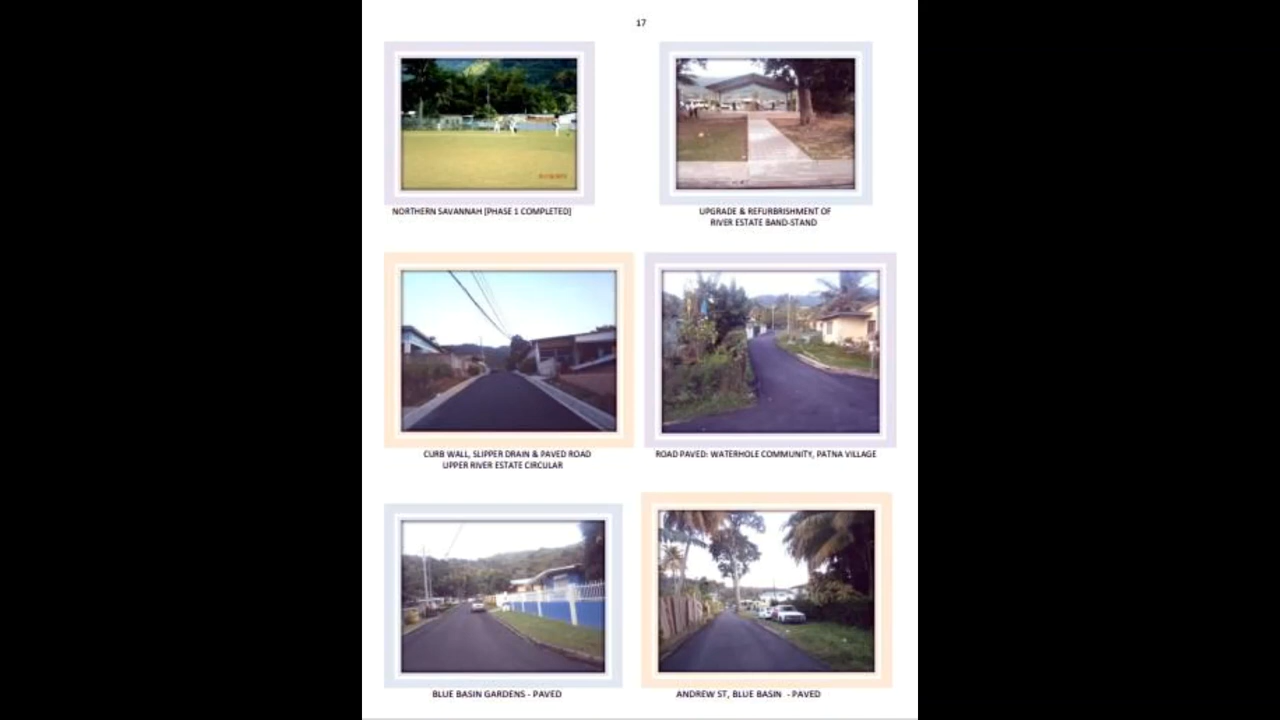 17
NORTHERN SAVANNAH [PHASE 1 COMPLETED]
UPGRADE & REFURBRISHMENT OF
RIVER ESTATE BAND-STAND
CURB WALL, SLIPPER DRAIN & PAVED ROAD
UPPER RIVER ESTATE CIRCULAR
ROAD PAVED: WATERHOLE COMMUNITY, PATNA VILLAGE
BLUE BASIN GARDENS - PAVED
ANDREW ST, BLUE BASIN - PAVED